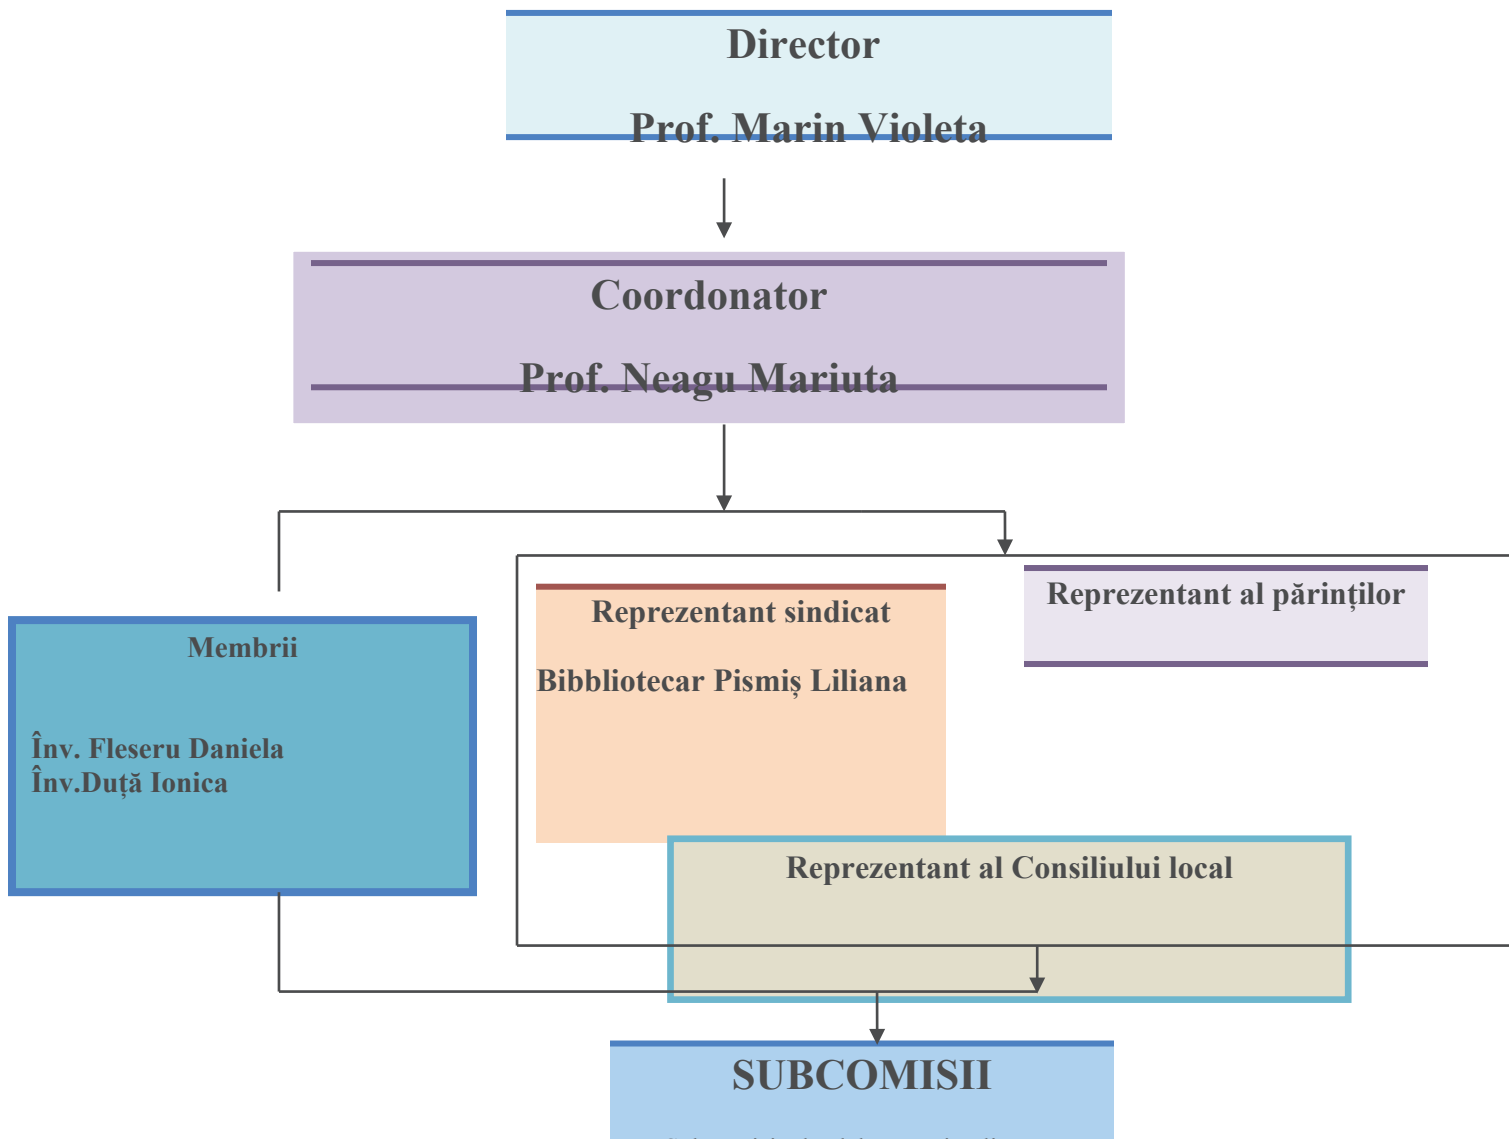 Director
Prof. Marin Violeta
Coordonator
Prof. Neagu Mariuta
Reprezentant al părinților
Reprezentant sindicat
Bibbliotecar Pismiș Liliana
Membrii
Înv. Fleseru Daniela
Înv.Duță Ionica
Reprezentant al Consiliului local
SUBCOMISII